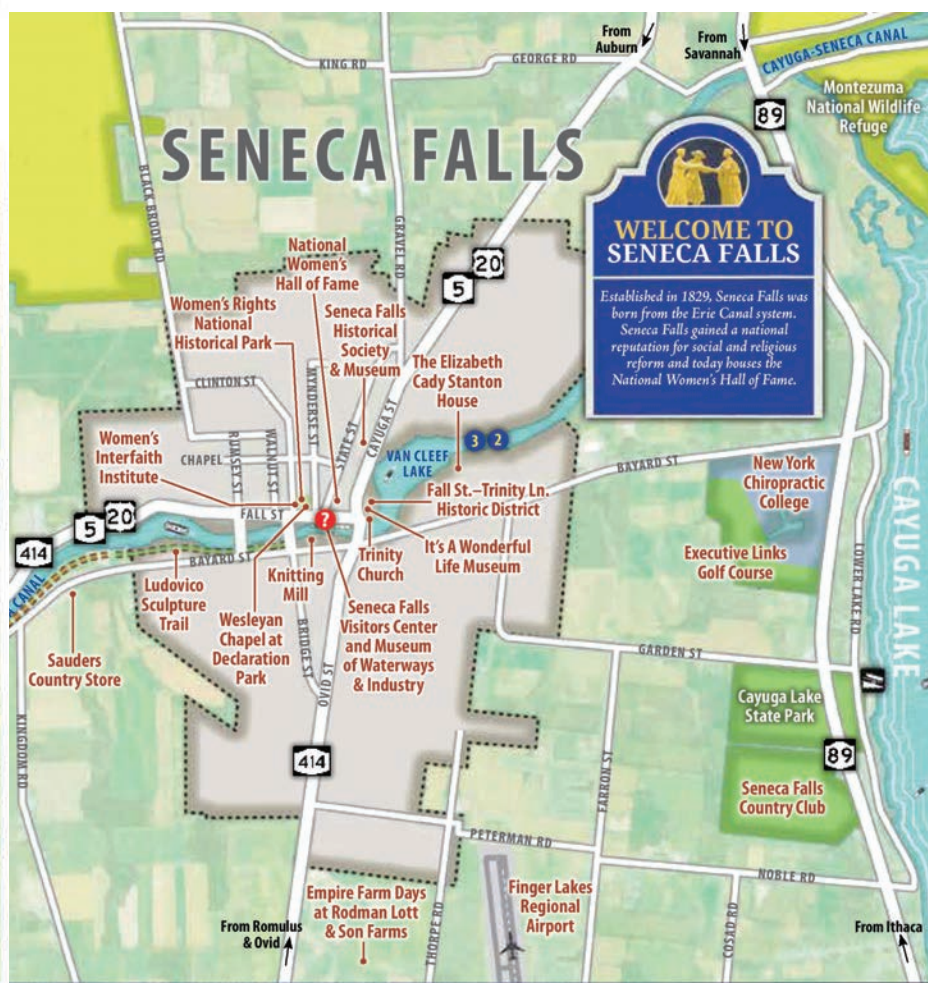 From
Auburn
From
Savannah
CAYUGA-SENECA CANAL
KING RD
GEORGE RD
Montezuma
National Wildlife
Refuge
89
SENECA FALLS
BLACK BROOK RD
GRAVEL RD
WELCOME TO
SENECA FALLS
Established in 1829, Seneca Falls was
born from the Erie Canal system.
Seneca Falls gained a national
reputation for social and religious
reform and today houses the
National Women's Hall of Fame.
5
20
National
Women's
Hall of Fame
Women's Rights
National
Historical Park
Seneca Falls
Historical
Society
& Museum
The Elizabeth
Cady Stanton
House
CLINTON ST
MYNDERSE ST
STATE ST
CAYUGA ST
Women's
Interfaith
Institute
RUMSEY ST
WALNUT ST
CHAPEL
VAN CLEEF
LAKE
3
2
BAYARD ST
New York
Chiropractic
College
CAYUGA LAKE
Fall St.–Trinity Ln.
Historic District
FALL ST
?
414
5
20
BAYARD ST
Ludovico
Sculpture
Trail
Knitting
Mill
Trinity
Church
It's A Wonderful
Life Museum
Executive Links
Golf Course
LOWER LAKE RD
N CANAL
Wesleyan
Chapel at
Declaration
Park
Seneca Falls
Visitors Center
and Museum
of Waterways
& Industry
BRIDGE ST
OVID ST
Sauders
Country Store
GARDEN ST
Cayuga Lake
State Park
KINGDOM RD
414
FARRON ST
89
Seneca Falls
Country Club
PETERMAN RD
NOBLE RD
Empire Farm Days
at Rodman Lott
& Son Farms
Finger Lakes
Regional
Airport
THORPE RD
COSAD RD
From Romulus
& Ovid
From Ithaca